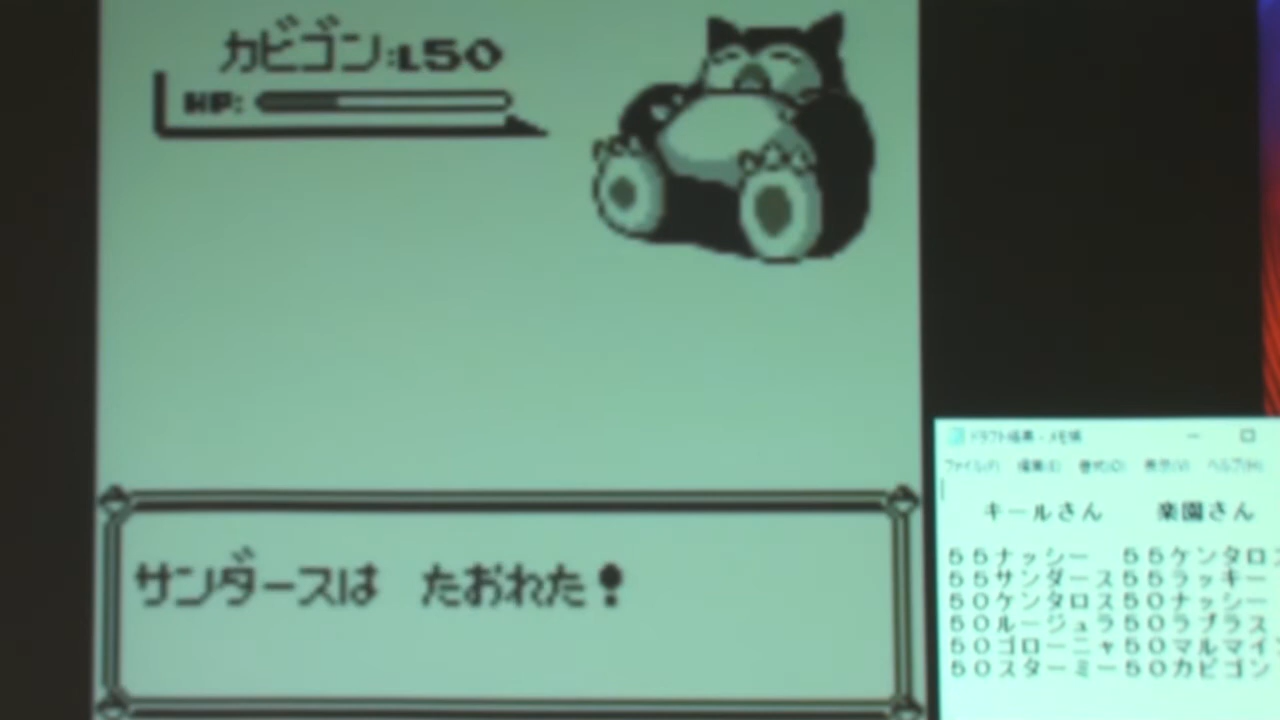 カビゴン:L50
HP:
サンダースは たおれた!
ドラフト結果 - メモ帳
ファイル(F) 編集(E) 書式(O) 表示(V) ヘルプ(H)
キールさん 楽園さん
55ナッシー 55ケンタロス
55サンダース55ラッキー
50ケンタロス50ナッシー
50ルージュラ50ラプラス
50ゴローニャ50マルマイン
50スターミー50カビゴン